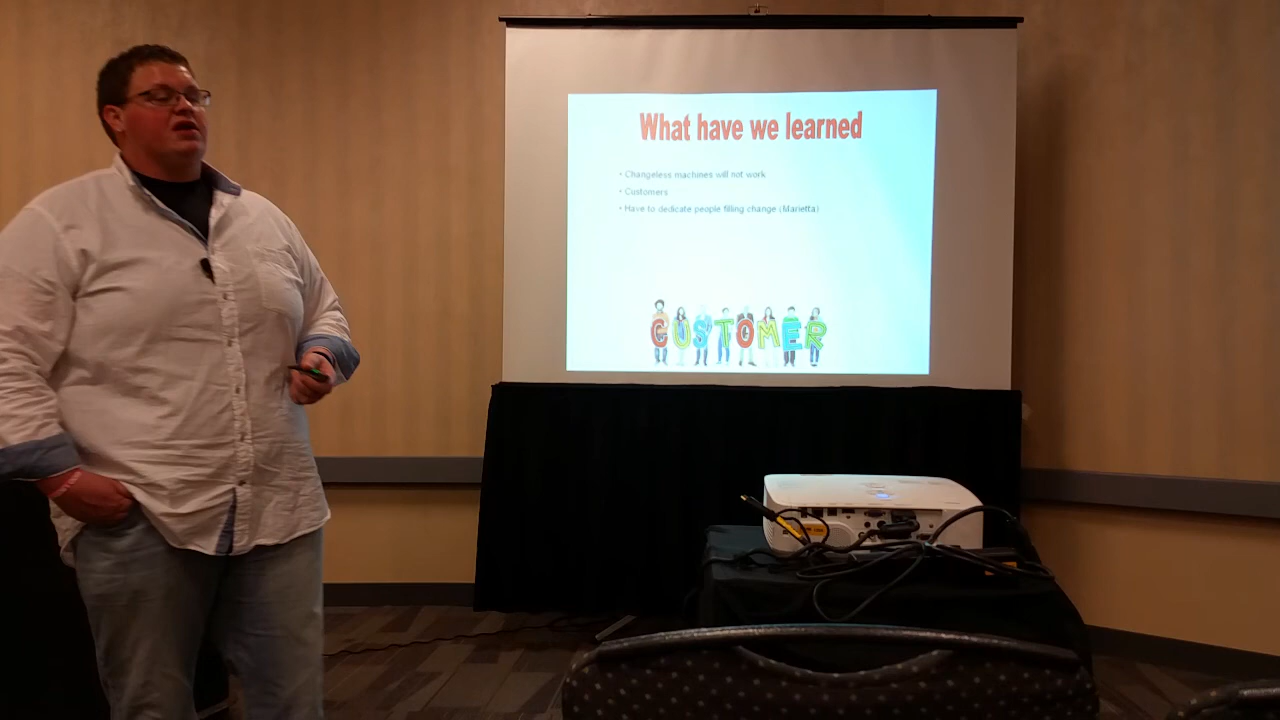 What have we learned
• Changeless machines will not work
• Customers
• Have to dedicate people filling change (Marietta)
CUSTOMER